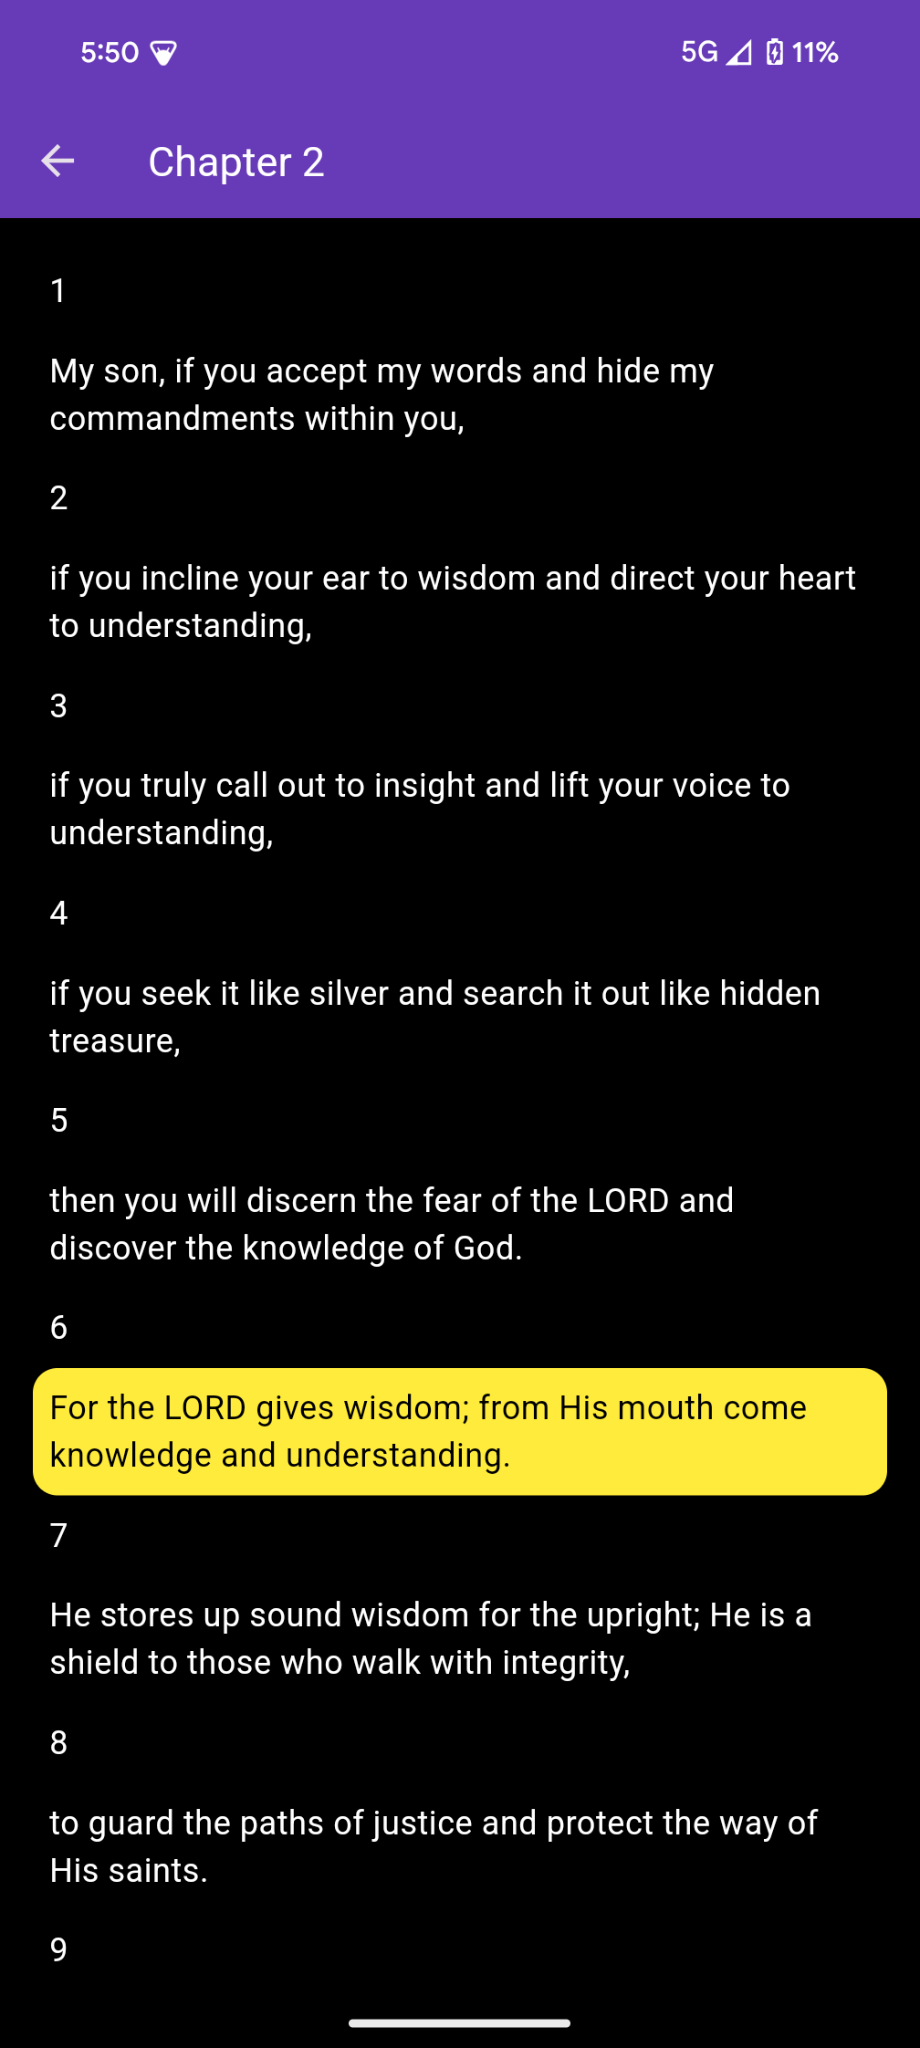 5:50 5G 11%
Chapter 2
1
My son, if you accept my words and hide my
commandments within you,
2
if you incline your ear to wisdom and direct your heart
to understanding,
3
if you truly call out to insight and lift your voice to
understanding,
4
if you seek it like silver and search it out like hidden
treasure,
5
then you will discern the fear of the LORD and
discover the knowledge of God.
6
For the LORD gives wisdom; from His mouth come
knowledge and understanding.
7
He stores up sound wisdom for the upright; He is a
shield to those who walk with integrity,
8
to guard the paths of justice and protect the way of
His saints.
9